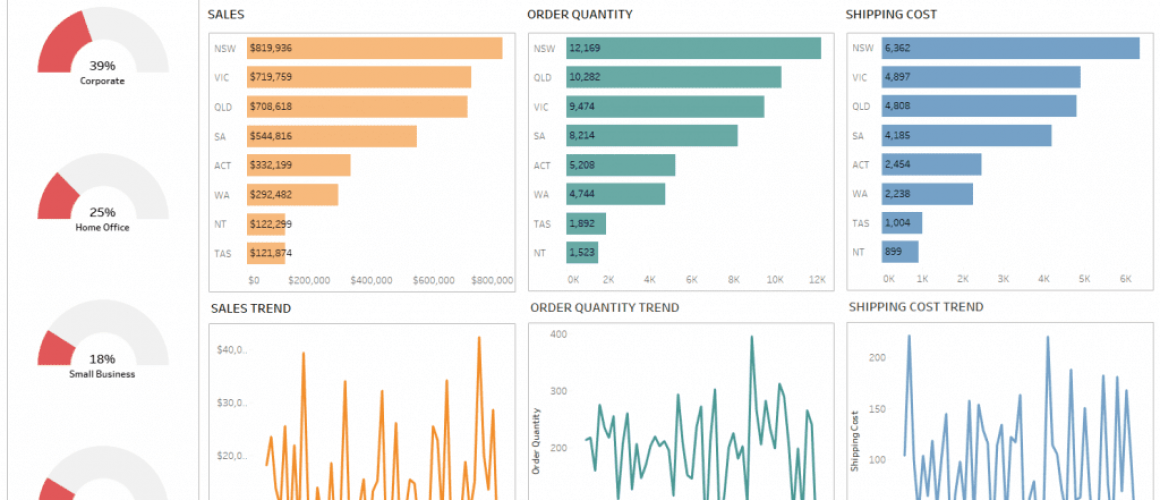 39%
Corporate
25%
Home Office
18%
Small Business
SALES
NSW $819,936
VIC $719,759
QLD $708,618
SA $544,816
ACT $332,199
WA $292,482
NT $122,299
TAS $121,874
$0 $200,000 $400,000 $600,000 $800,000
ORDER QUANTITY
NSW 12,169
QLD 10,282
VIC 9,474
SA 8,214
ACT 5,208
WA 4,744
TAS 1,892
NT 1,523
0K 2K 4K 6K 8K 10K 12K
SHIPPING COST
NSW 6,362
VIC 4,897
QLD 4,808
SA 4,185
ACT 2,454
WA 2,238
TAS 1,004
NT 899
0K 1K 2K 3K 4K 5K 6K
SALES TREND
$40,0..
$30,0..
$20,0..
ORDER QUANTITY TREND
Order Quantity
400
300
200
SHIPPING COST TREND
Shipping Cost
200
150
100